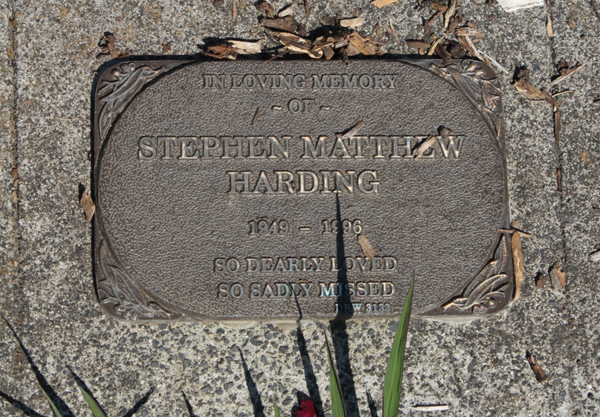 IN LOVING MEMORY
~ OF ~
STEPHEN MATTHEW
HARDING
1949 – 1996
SO DEARLY LOVED
SO SADLY MISSED